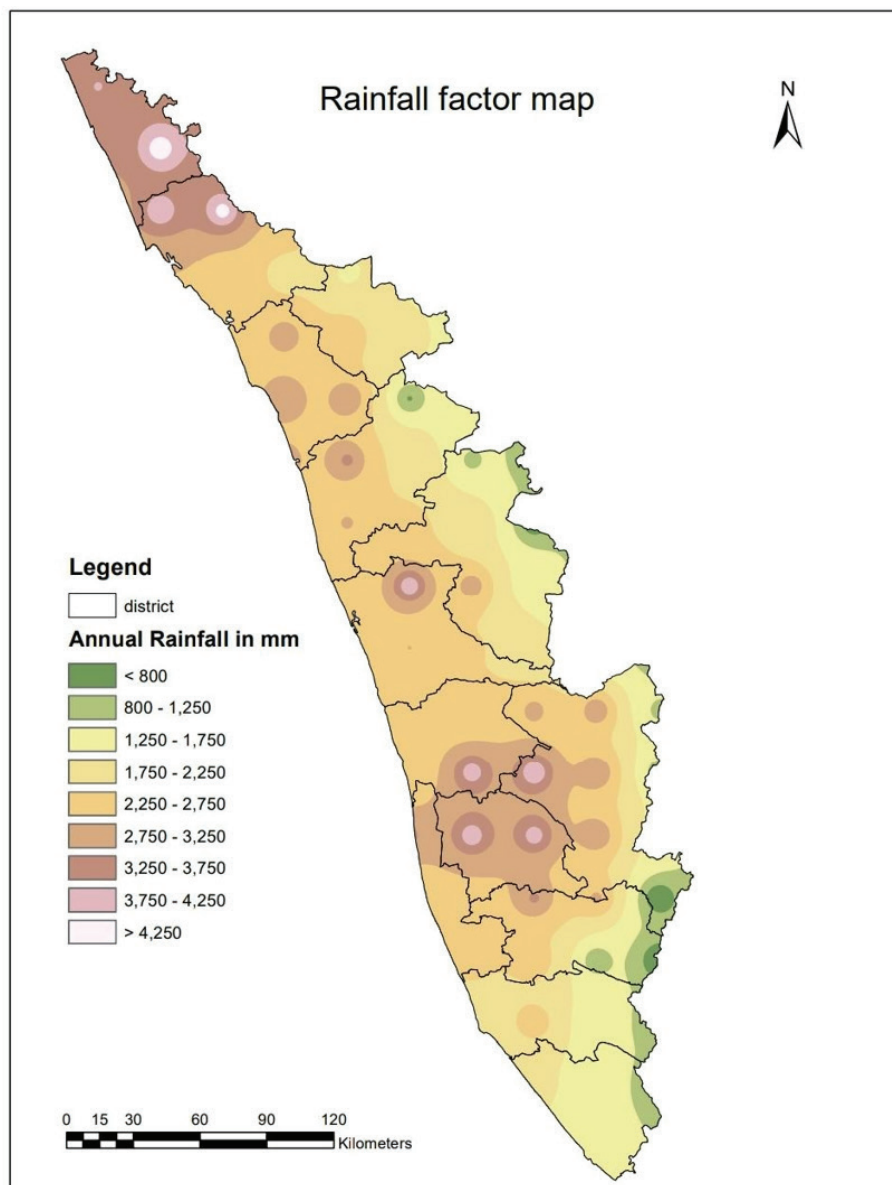 Rainfall factor map
N
Legend
district
Annual Rainfall in mm
< 800
800 - 1,250
1,250 - 1,750
1,750 - 2,250
2,250 - 2,750
2,750 - 3,250
3,250 - 3,750
3,750 - 4,250
> 4,250
0 15 30 60 90 120
Kilometers